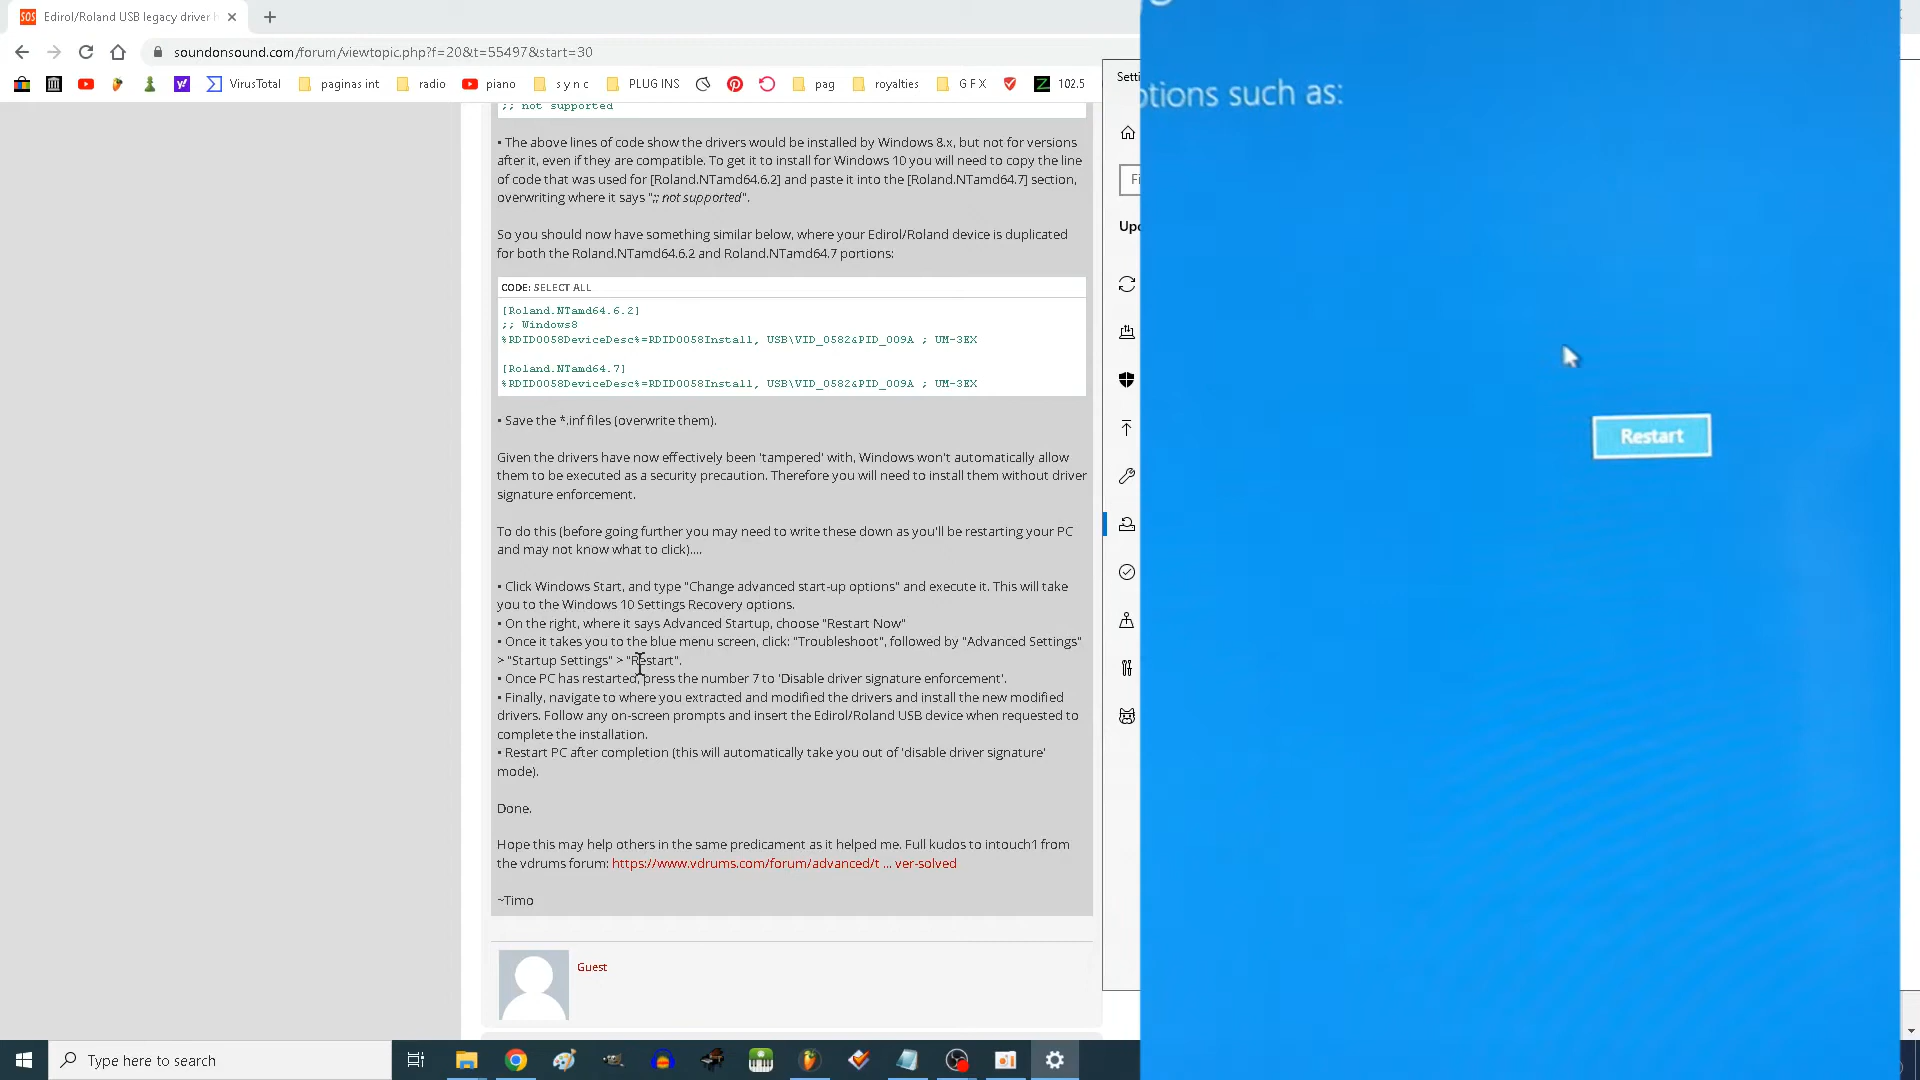 SOS Edirol/Roland USB legacy driver h
soundonsound.com/forum/viewtopic.php?f=20&t=55497&start=30
VirusTotal paginas int radio piano s y n c PLUG INS pag royalties G F X 102.5
;; not supported
• The above lines of code show the drivers would be installed by Windows 8.x, but not for versions
after it, even if they are compatible. To get it to install for Windows 10 you will need to copy the line
of code that was used for [Roland.NTamd64.6.2] and paste it into the [Roland.NTamd64.7] section,
overwriting where it says ";; not supported".
So you should now have something similar below, where your Edirol/Roland device is duplicated
for both the Roland.NTamd64.6.2 and Roland.NTamd64.7 portions:
CODE: SELECT ALL
[Roland.NTamd64.6.2]
;; Windows8
%RDID0058DeviceDesc%=RDID0058Install, USB\VID_0582&PID_009A ; UM-3EX
[Roland.NTamd64.7]
%RDID0058DeviceDesc%=RDID0058Install, USB\VID_0582&PID_009A ; UM-3EX
• Save the *.inf files (overwrite them).
Given the drivers have now effectively been 'tampered' with, Windows won't automatically allow
them to be executed as a security precaution. Therefore you will need to install them without driver
signature enforcement.
To do this (before going further you may need to write these down as you'll be restarting your PC
and may not know what to click)....
• Click Windows Start, and type "Change advanced start-up options" and execute it. This will take
you to the Windows 10 Settings Recovery options.
• On the right, where it says Advanced Startup, choose "Restart Now"
• Once it takes you to the blue menu screen, click: "Troubleshoot", followed by "Advanced Settings"
> "Startup Settings" > "Restart".
• Once PC has restarted, press the number 7 to 'Disable driver signature enforcement'.
• Finally, navigate to where you extracted and modified the drivers and install the new modified
drivers. Follow any on-screen prompts and insert the Edirol/Roland USB device when requested to
complete the installation.
• Restart PC after completion (this will automatically take you out of 'disable driver signature'
mode).
Done.
Hope this may help others in the same predicament as it helped me. Full kudos to intouch1 from
the vdrums forum: https://www.vdrums.com/forum/advanced/t ... ver-solved
~Timo
Guest
Setti
Fi
Upd
ptions such as:
Restart
Type here to search